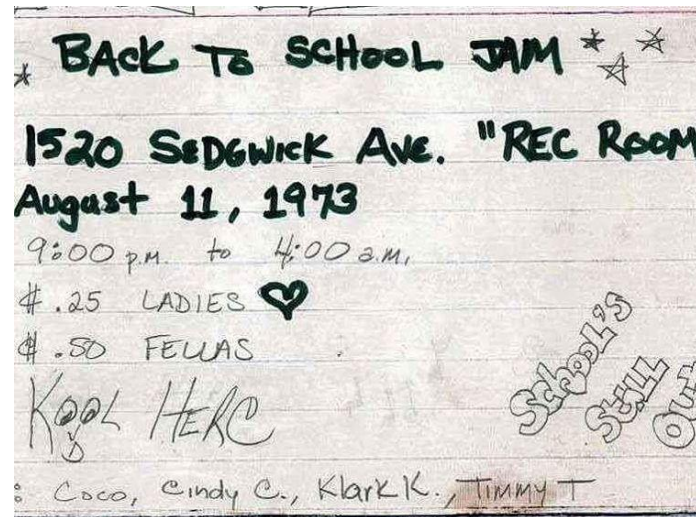 BACK TO SCHOOL JAM
1520 SEDGWICK AVE. "REC ROOM
August 11, 1973
9:00 p.m. to 4:00 a.m.
$.25 LADIES
$.50 FELLAS
KOOL HERC
School's
Still
Out
: Coco, Cindy C., Klark K., Timmy T